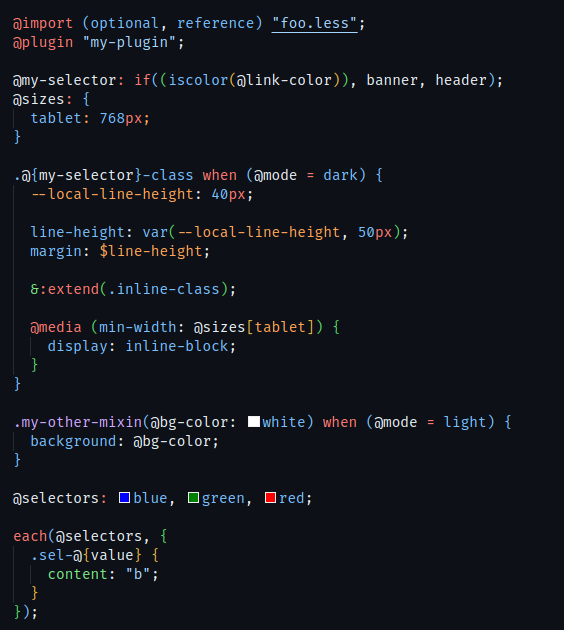 @import (optional, reference) "foo.less";
@plugin "my-plugin";

@my-selector: if((iscolor(@link-color)), banner, header);
@sizes: {
  tablet: 768px;
}

.@{my-selector}-class when (@mode = dark) {
  --local-line-height: 40px;

  line-height: var(--local-line-height, 50px);
  margin: $line-height;

  &:extend(.inline-class);

  @media (min-width: @sizes[tablet]) {
    display: inline-block;
  }
}

.my-other-mixin(@bg-color: white) when (@mode = light) {
  background: @bg-color;
}

@selectors: blue, green, red;

each(@selectors, {
  .sel-@{value} {
    content: "b";
  }
});